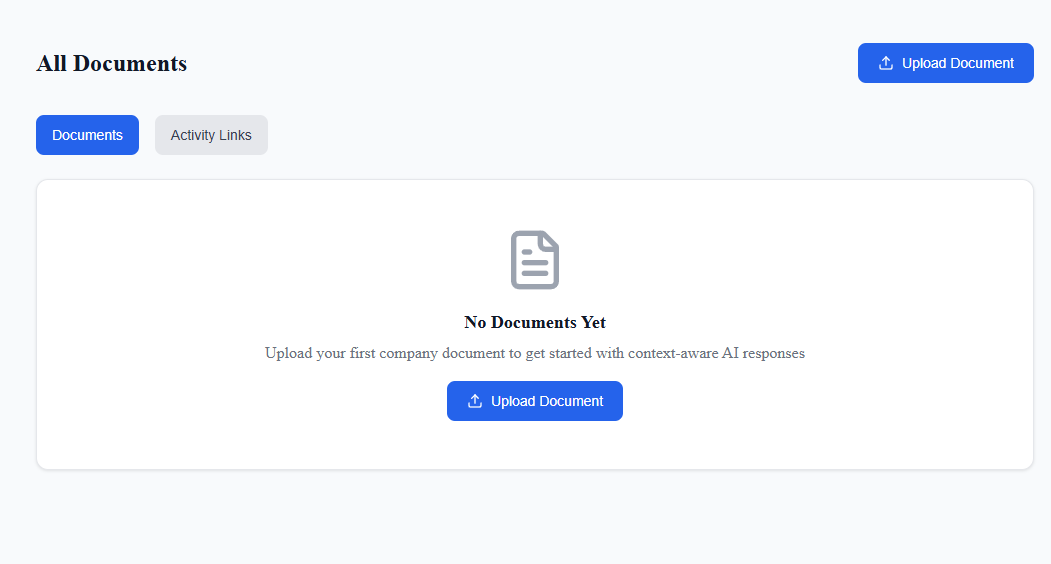 All Documents
Upload Document
Documents
Activity Links
No Documents Yet
Upload your first company document to get started with context-aware AI responses
Upload Document